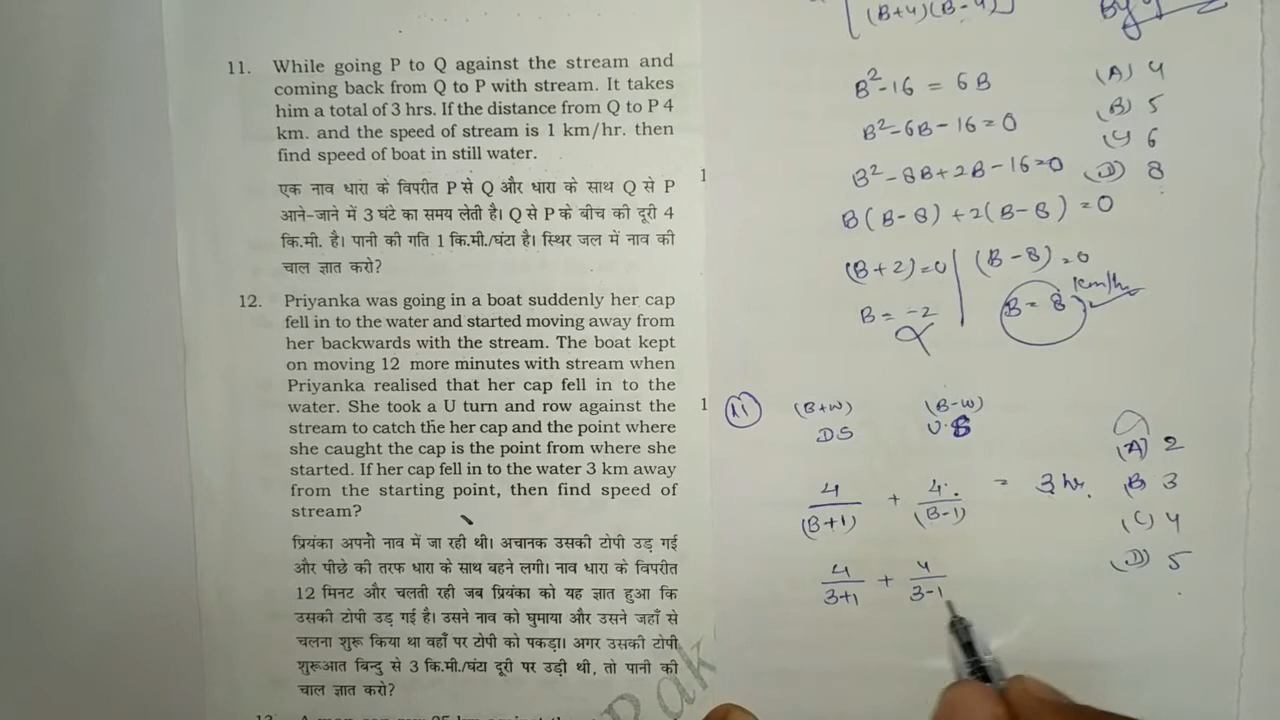 11. While going P to Q against the stream and
coming back from Q to P with stream. It takes
him a total of 3 hrs. If the distance from Q to P 4
km. and the speed of stream is 1 km/hr. then
find speed of boat in still water.
एक नाव धारा के विपरीत P से Q और धारा के साथ Q से P
आने-जाने में 3 घंटे का समय लेती है। Q से P के बीच की दूरी 4
कि.मी. है। पानी की गति 1 कि.मी./घंटा है। स्थिर जल में नाव की
चाल ज्ञात करो?
12. Priyanka was going in a boat suddenly her cap
fell in to the water and started moving away from
her backwards with the stream. The boat kept
on moving 12 more minutes with stream when
Priyanka realised that her cap fell in to the
water. She took a U turn and row against the
stream to catch the her cap and the point where
she caught the cap is the point from where she
started. If her cap fell in to the water 3 km away
from the starting point, then find speed of
stream?
प्रियंका अपनी नाव में जा रही थी। अचानक उसकी टोपी उड़ गई
और पीछे की तरफ धारा के साथ बहने लगी। नाव धारा के विपरीत
12 मिनट और चलती रही जब प्रियंका को यह ज्ञात हुआ कि
उसकी टोपी उड़ गई है। उसने नाव को घुमाया और उसने जहाँ से
चलना शुरू किया था वहाँ पर टोपी को पकड़ा। अगर उसकी टोपी
शुरूआत बिन्दु से 3 कि.मी./घंटा दूरी पर उड़ी थी, तो पानी की
चाल ज्ञात करो?
1
1
(B+4)(B-4)
B²-16 = 6B
B²-6B-16=0
B²-8B+2B-16=0
B(B-8)+2(B-8)=0
(B+2)=0 | (B-8)=0
B = -2 | B = 8 km/h
(A) 4
(B) 5
(C) 6
(D) 8
11 (B+W) (B-W)
DS U.S
4/(B+1) + 4/(B-1) = 3 hr.
4/3+1 + 4/3-1
(A) 2
(B) 3
(C) 4
(D) 5